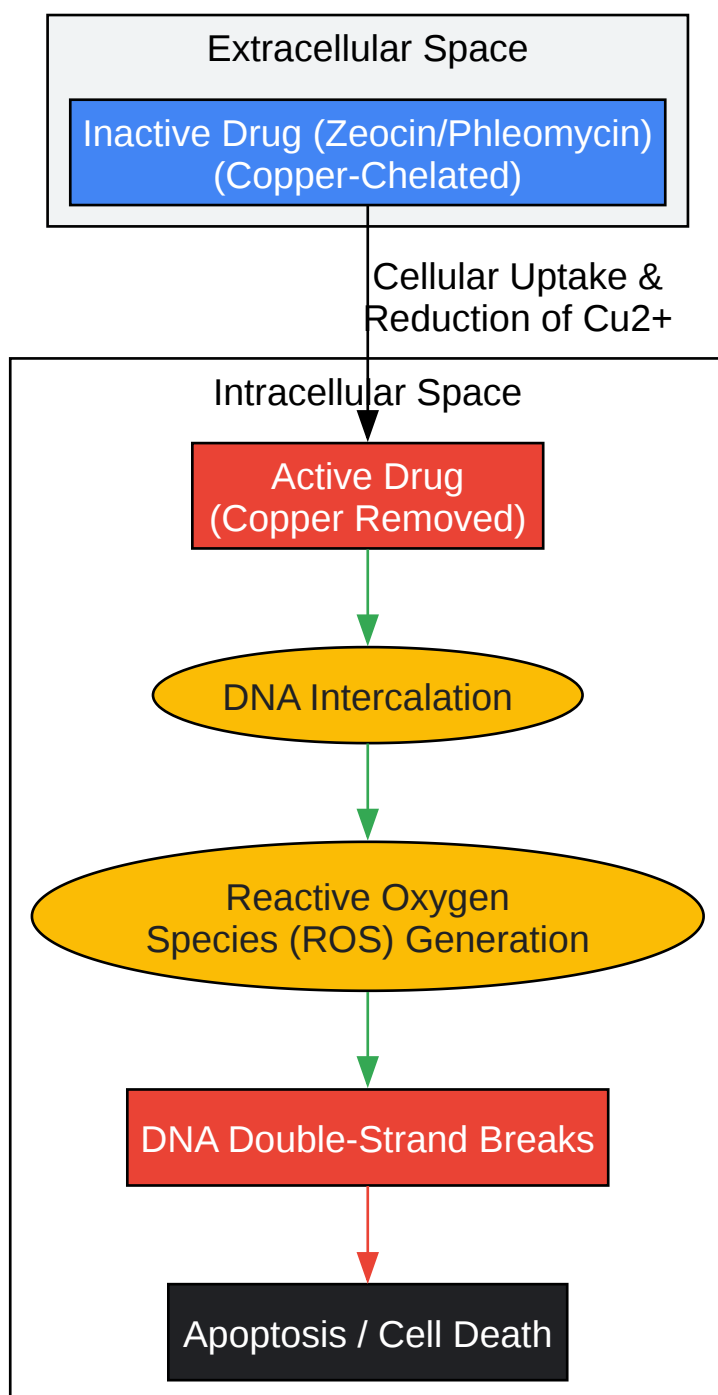 Extracellular Space
Inactive Drug (Zeocin/Phleomycin)
(Copper-Chelated)
Cellular Uptake &
Reduction of Cu2+
Intracellular Space
Active Drug
(Copper Removed)
DNA Intercalation
Reactive Oxygen
Species (ROS) Generation
DNA Double-Strand Breaks
Apoptosis / Cell Death